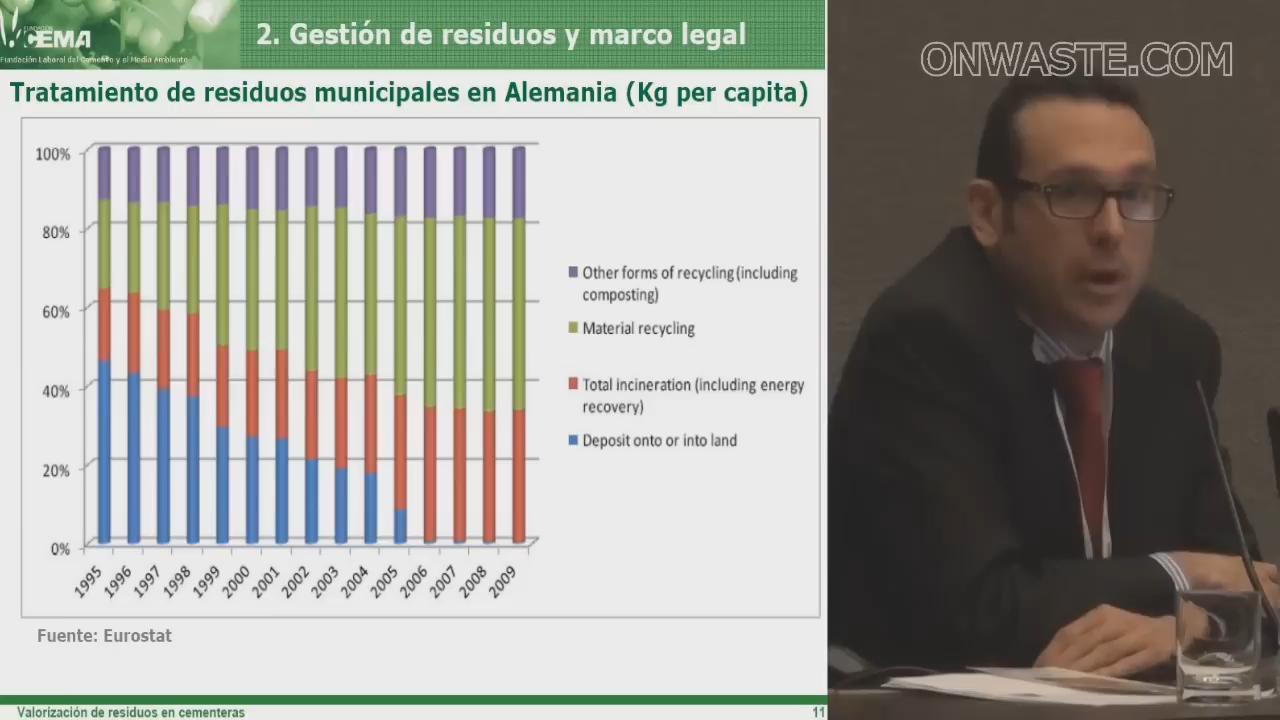 FUNDACIÓN
CEMA
Fundación Laboral del Cemento y el Medio Ambiente
2. Gestión de residuos y marco legal
ONWASTE.COM
Tratamiento de residuos municipales en Alemania (Kg per capita)
100%
80%
60%
40%
20%
0%
1995 1996 1997 1998 1999 2000 2001 2002 2003 2004 2005 2006 2007 2008 2009
Other forms of recycling (including
composting)
Material recycling
Total incineration (including energy
recovery)
Deposit onto or into land
Fuente: Eurostat
Valorización de residuos en cementeras
11